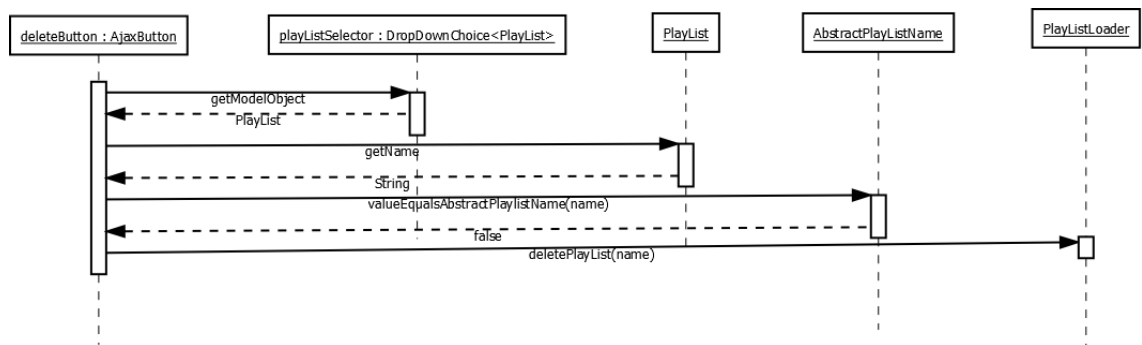 deleteButton : AjaxButton
playListSelector : DropDownChoice<PlayList>
PlayList
AbstractPlayListName
PlayListLoader
getModelObject
PlayList
getName
String
valueEqualsAbstractPlaylistName(name)
false
deletePlayList(name)